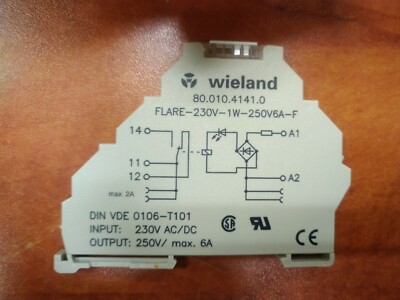 wieland
80.010.4141.0
FLARE-230V-1W-250V6A-F
14
A1
11
12
A2
max. 2A
DIN VDE 0106-T101
INPUT: 230V AC/DC
OUTPUT: 250V/ max. 6A
SA
CE